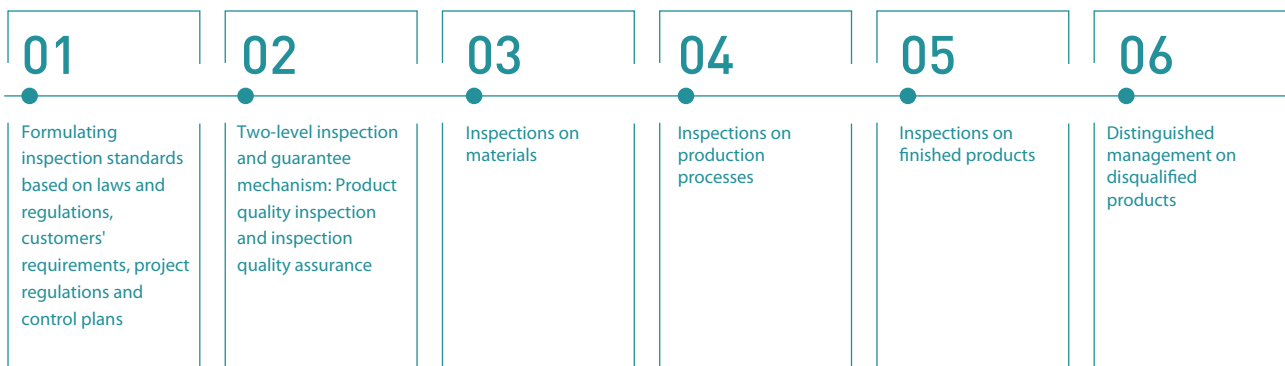 01
Formulating
inspection standards
based on laws and
regulations,
customers'
requirements, project
regulations and
control plans
02
Two-level inspection
and guarantee
mechanism: Product
quality inspection
and inspection
quality assurance
03
Inspections on
materials
04
Inspections on
production
processes
05
Inspections on
finished products
06
Distinguished
management on
disqualified
products